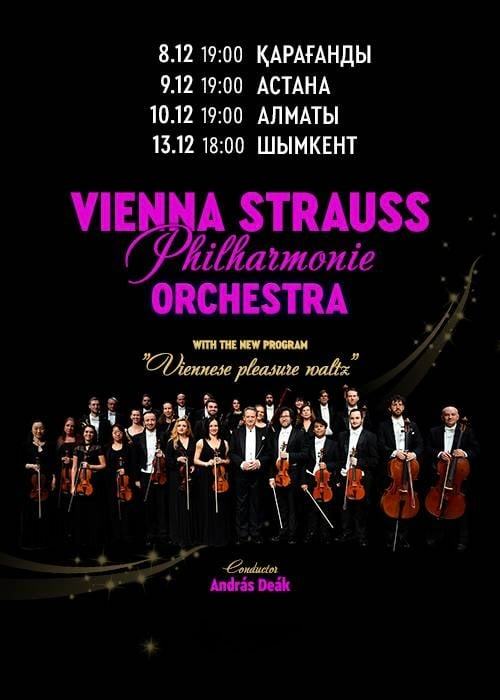 8.12 19:00 ҚАРАҒАНДЫ
9.12 19:00 АСТАНА
10.12 19:00 АЛМАТЫ
13.12 18:00 ШЫМКЕНТ
VIENNA STRAUSS
Philharmonie
ORCHESTRA
WITH THE NEW PROGRAM
"Viennese pleasure waltz"
Conductor
András Deák